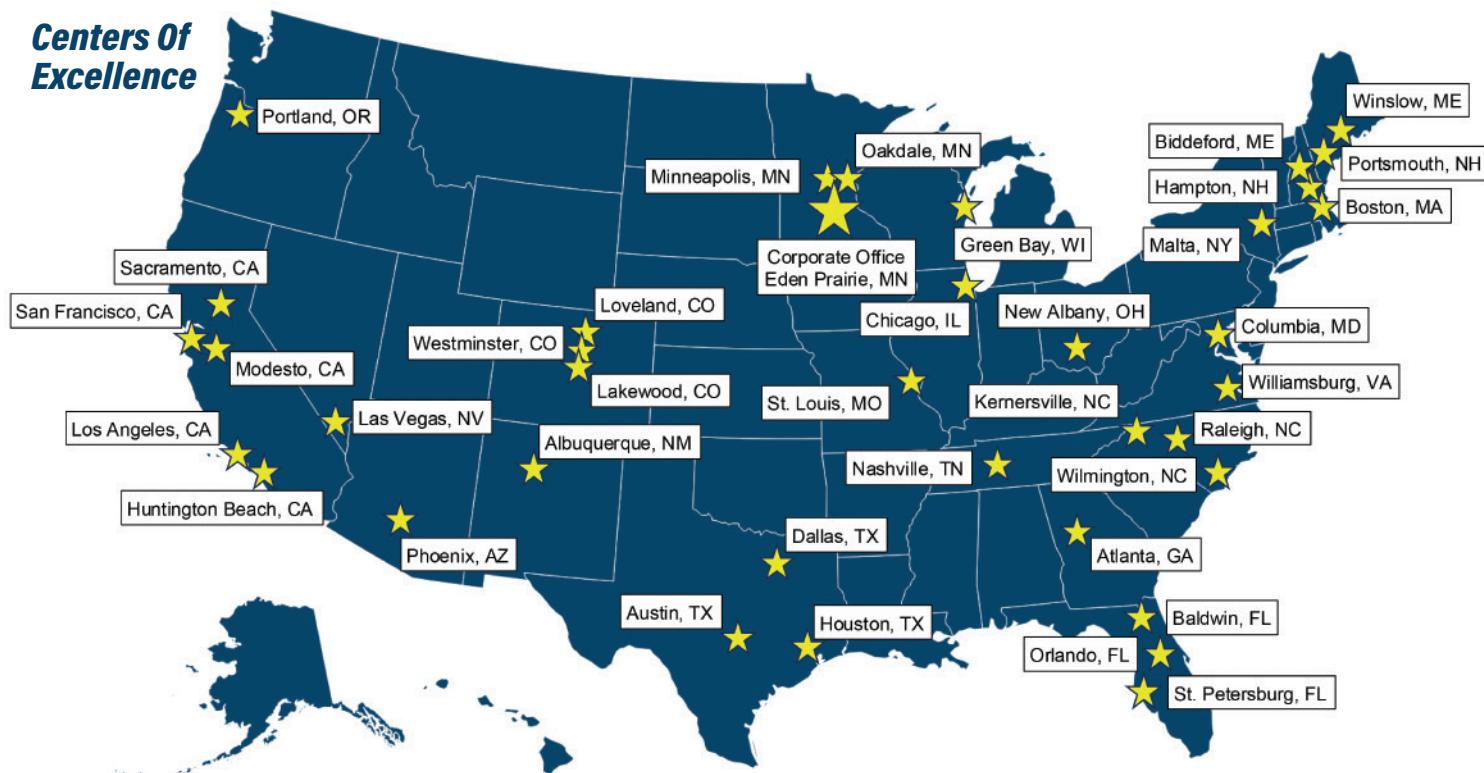 Centers Of
Excellence
Portland, OR
Winslow, ME
Biddeford, ME
Oakdale, MN
Portsmouth, NH
Minneapolis, MN
Hampton, NH
Boston, MA
Green Bay, WI
Malta, NY
Corporate Office
Eden Prairie, MN
Sacramento, CA
San Francisco, CA
Loveland, CO
Chicago, IL
New Albany, OH
Columbia, MD
Westminster, CO
Modesto, CA
Lakewood, CO
Williamsburg, VA
St. Louis, MO
Kernersville, NC
Las Vegas, NV
Los Angeles, CA
Raleigh, NC
Albuquerque, NM
Nashville, TN
Wilmington, NC
Huntington Beach, CA
Dallas, TX
Phoenix, AZ
Atlanta, GA
Austin, TX
Houston, TX
Baldwin, FL
Orlando, FL
St. Petersburg, FL